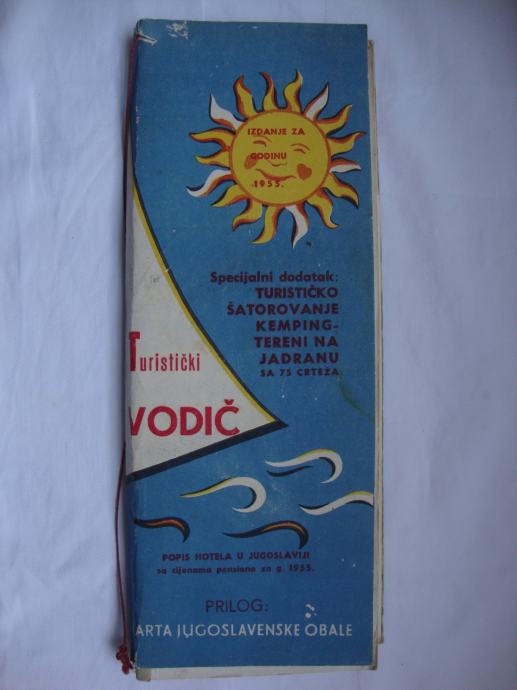 IZDANJE ZA
GODINU
1955.
Specijalni dodatak:
TURISTIČKO
ŠATOROVANJE
KEMPING-
TERENI NA
JADRANU
SA 75 CRTEŽA
Turistički
VODIČ
POPIS HOTELA U JUGOSLAVIJI
sa cijenama pensiona za g. 1955.
PRILOG:
ARTA JUGOSLAVENSKE OBALE